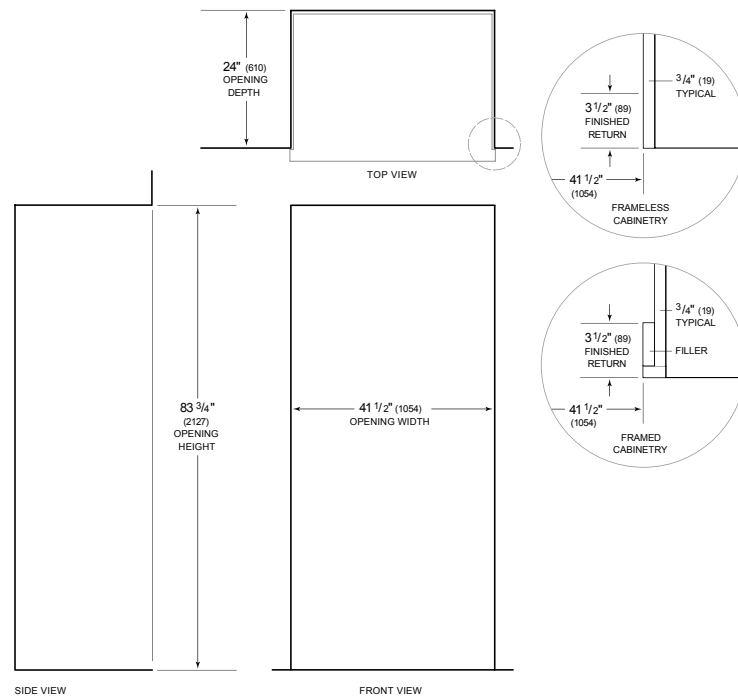 24" (610)
OPENING
DEPTH
TOP VIEW
3/4" (19)
TYPICAL
3 1/2" (89)
FINISHED
RETURN
41 1/2"
(1054)
FRAMELESS
CABINETRY
3/4" (19)
TYPICAL
3 1/2" (89)
FINISHED
RETURN
FILLER
41 1/2"
(1054)
FRAMED
CABINETRY
83 3/4"
(2127)
OPENING
HEIGHT
41 1/2" (1054)
OPENING WIDTH
SIDE VIEW
FRONT VIEW